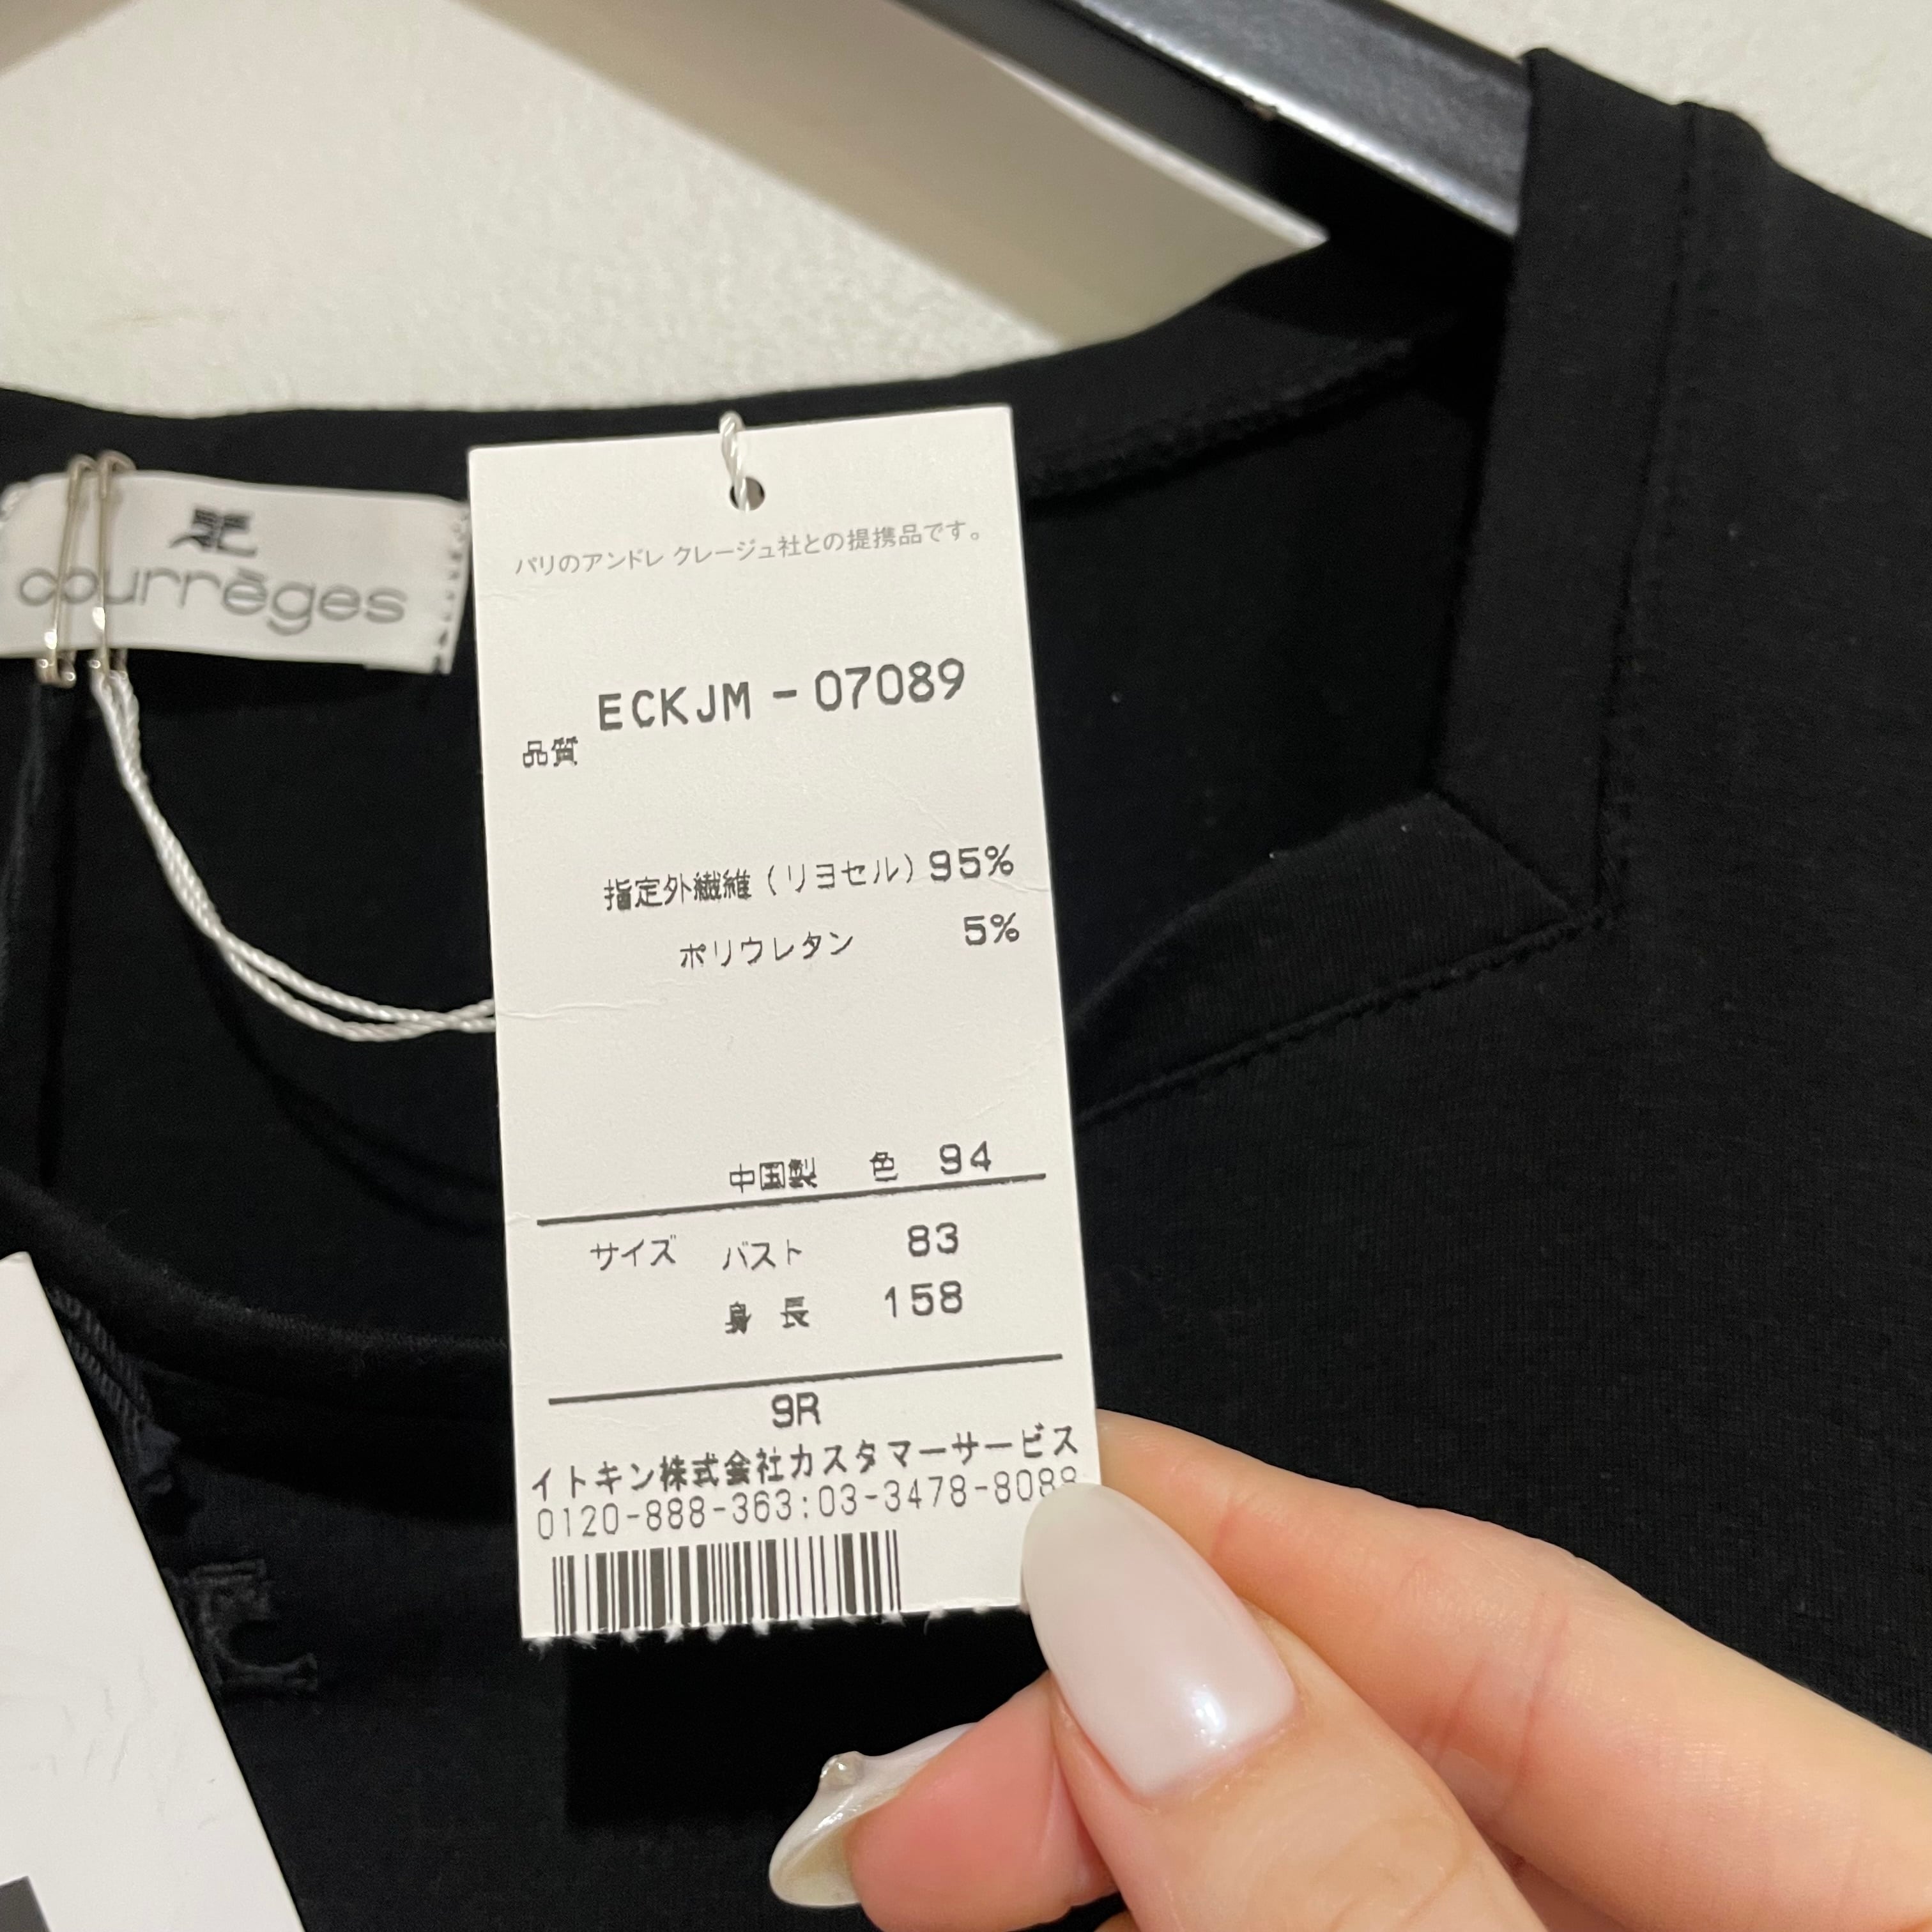 courrèges
パリのアンドレ クレージュ社との提携品です。
ECKJM-07089
品質
指定外繊維(リヨセル)95%
ポリウレタン 5%
中国製 色 94
サイズ バスト 83
身長 158
9R
イトキン株式会社カスタマーサービス
0120-888-363:03-3478-8088